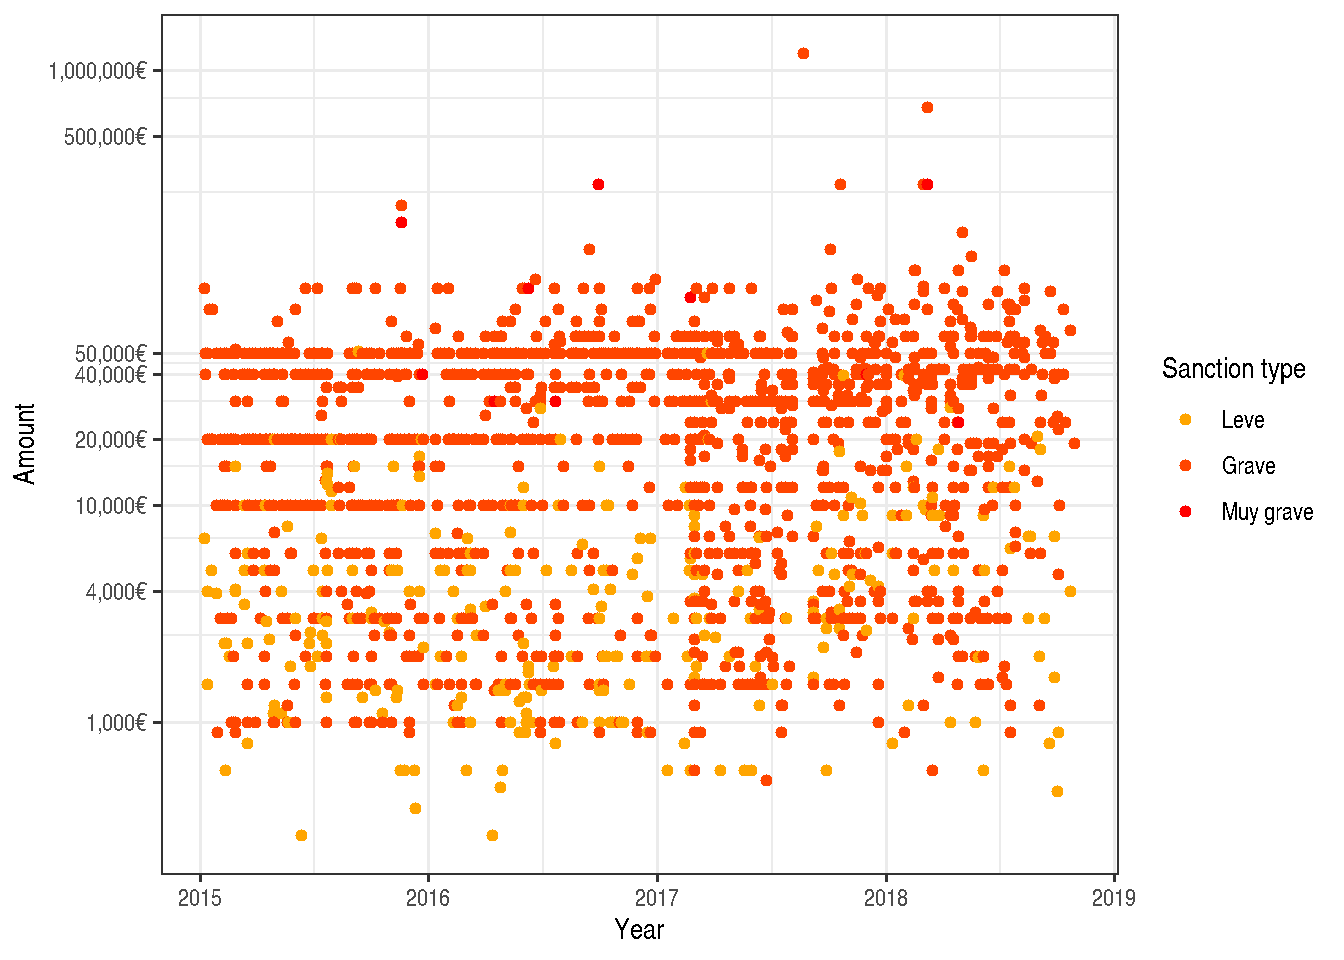 1,000,000€
500,000€
50,000€
40,000€
20,000€
10,000€
4,000€
1,000€
Amount
2015
2016
2017
2018
2019
Year
Sanction type
Leve
Grave
Muy grave